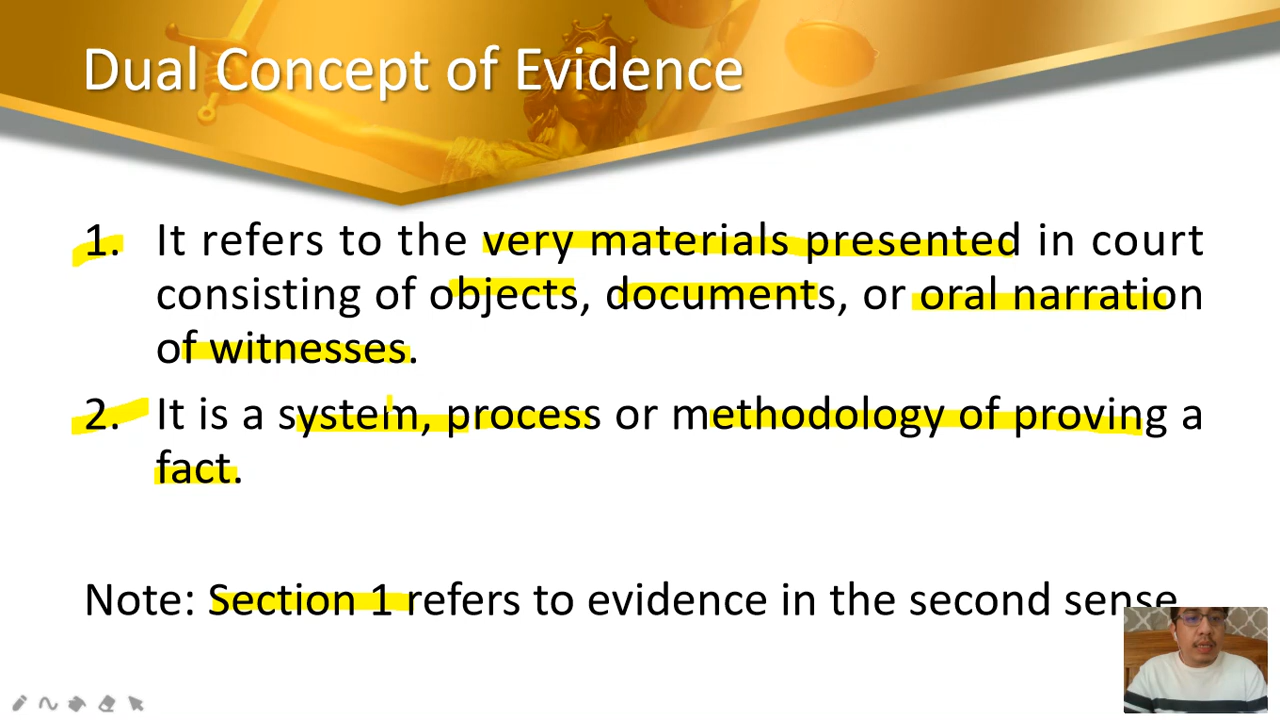 Dual Concept of Evidence
1. It refers to the very materials presented in court
consisting of objects, documents, or oral narration
of witnesses.
2. It is a system, process or methodology of proving a
fact.
Note: Section 1 refers to evidence in the second sense